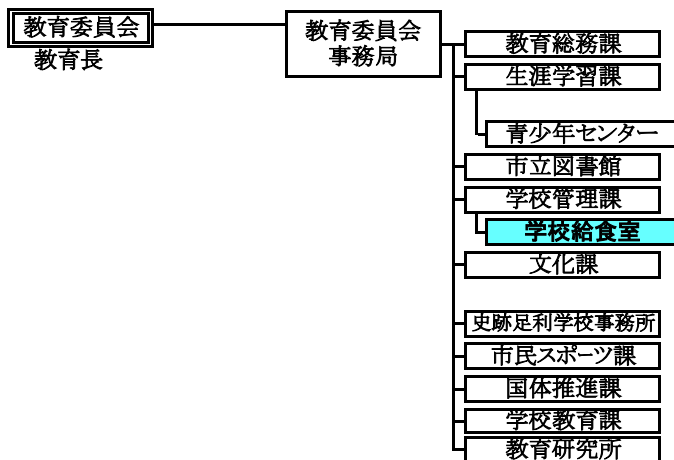 教育委員会
教育長
教育委員会
事務局
教育総務課
生涯学習課
青少年センター
市立図書館
学校管理課
学校給食室
文化課
史跡足利学校事務所
市民スポーツ課
国体推進課
学校教育課
教育研究所